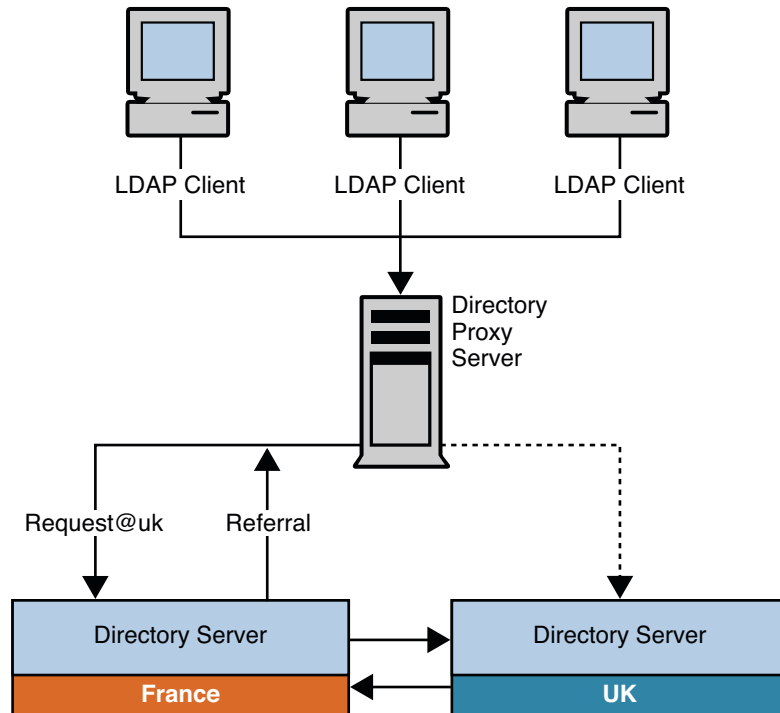 LDAP Client
LDAP Client
LDAP Client
Directory
Proxy
Server
Request@uk
Referral
Directory Server
Directory Server
France
UK